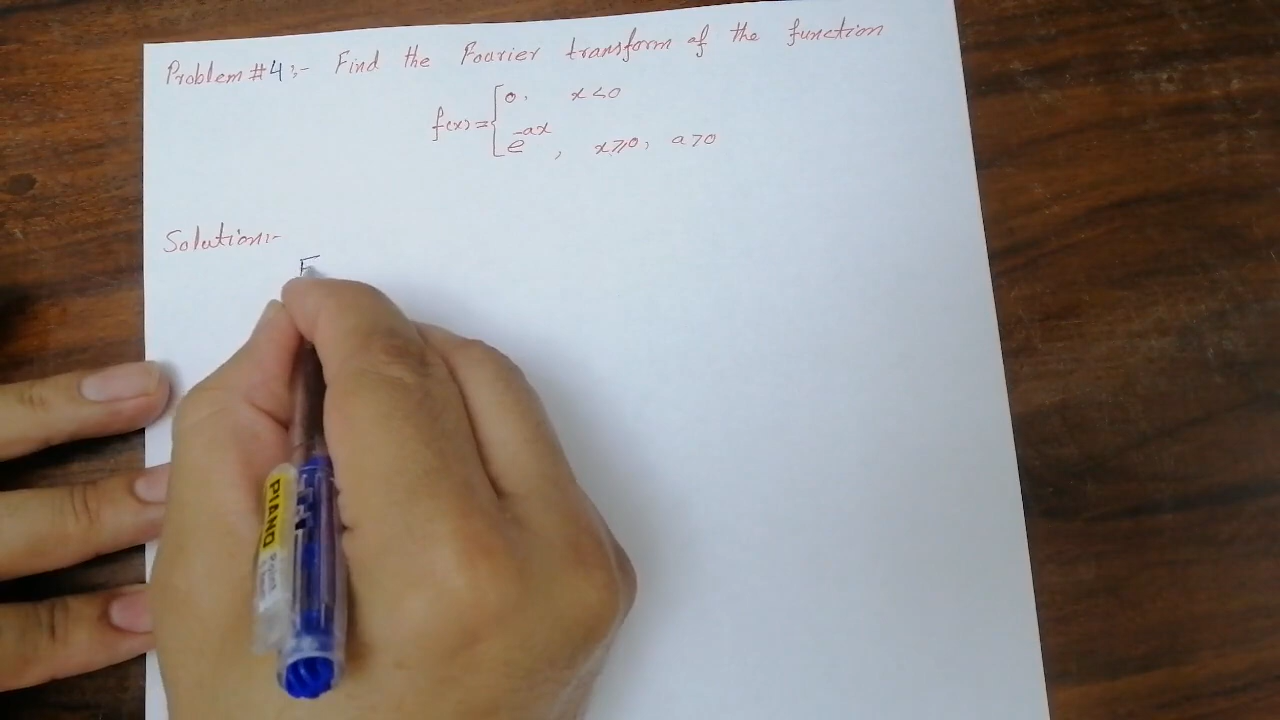 Problem #4:- Find the Fourier transform of the function
f(x)= { 0, x<0
e^-ax, x≥0, a>0
Solution:-
F
PIANO